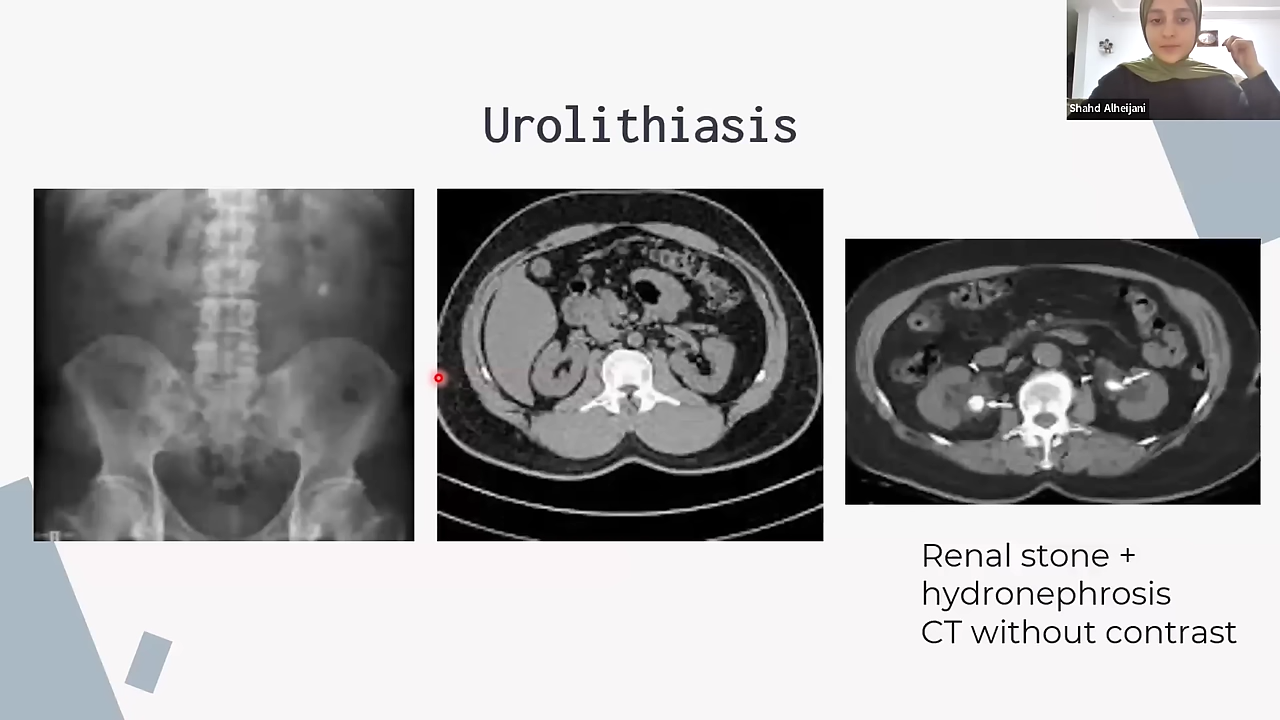 Shahd Alheijani
Urolithiasis
Renal stone +
hydronephrosis
CT without contrast